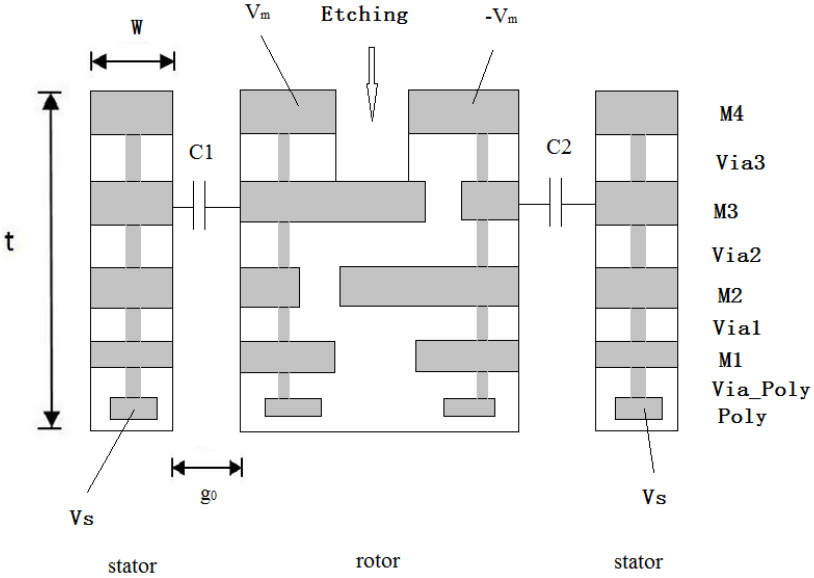 Vm
Etching
-Vm
W
M4
C1
C2
Via3
t
M3
Via2
M2
Via1
M1
Via_Poly
Poly
g0
Vs
Vs
stator
rotor
stator